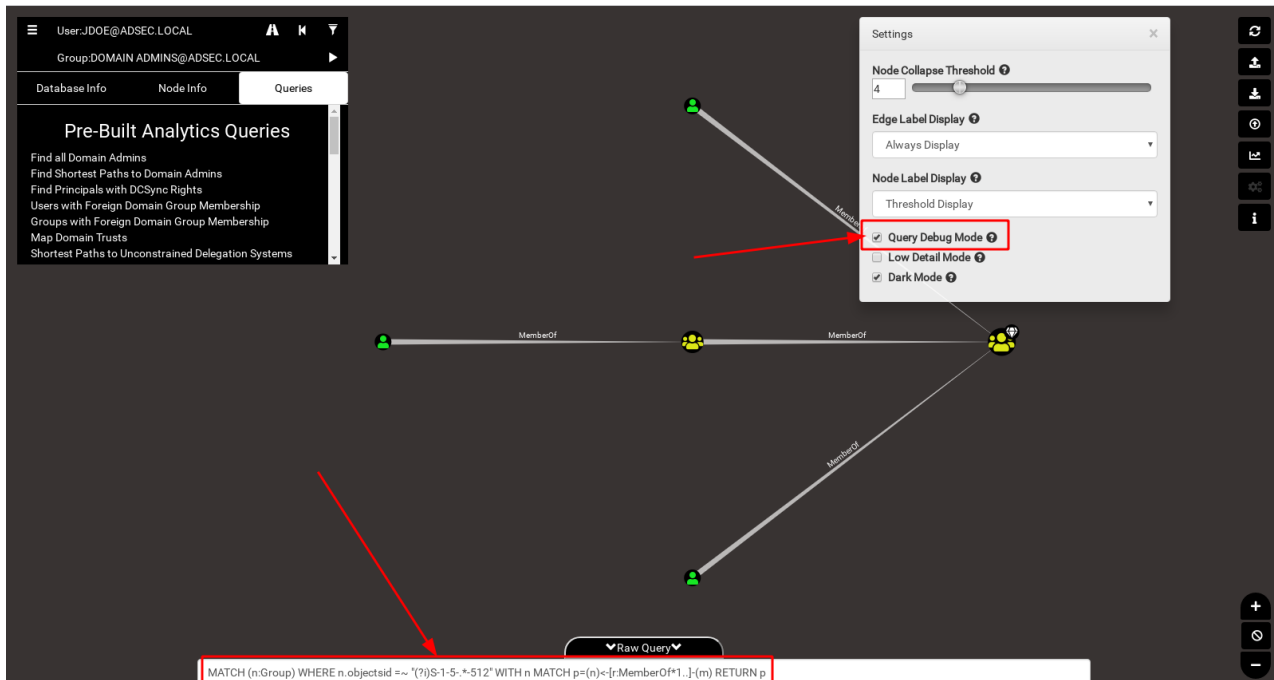 User:JDOE@ADSEC.LOCAL
Group:DOMAIN ADMINS@ADSEC.LOCAL
Database Info Node Info Queries
Pre-Built Analytics Queries
Find all Domain Admins
Find Shortest Paths to Domain Admins
Find Principals with DCSync Rights
Users with Foreign Domain Group Membership
Groups with Foreign Domain Group Membership
Map Domain Trusts
Shortest Paths to Unconstrained Delegation Systems
Settings ×
Node Collapse Threshold
4
Edge Label Display
Always Display
Node Label Display
Threshold Display
Query Debug Mode
Low Detail Mode
Dark Mode
MemberOf MemberOf
MemberOf
Raw Query
MATCH (n:Group) WHERE n.objectsid =~ "(?i)S-1-5-.*-512" WITH n MATCH p=(n)<-[r:MemberOf*1..]-(m) RETURN p